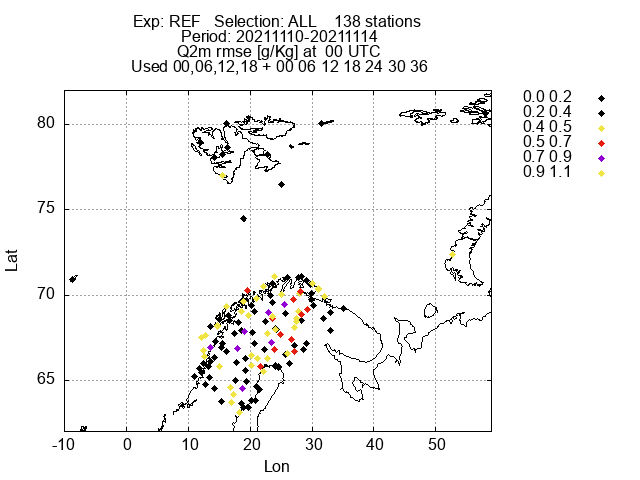 Exp: REF   Selection: ALL    138 stations
Period: 20211110-20211114
Q2m rmse [g/Kg] at  00 UTC
Used 00,06,12,18 + 00 06 12 18 24 30 36
0.0 0.2
0.2 0.4
0.4 0.5
0.5 0.7
0.7 0.9
0.9 1.1
80
75
70
65
Lat
-10 0 10 20 30 40 50
Lon